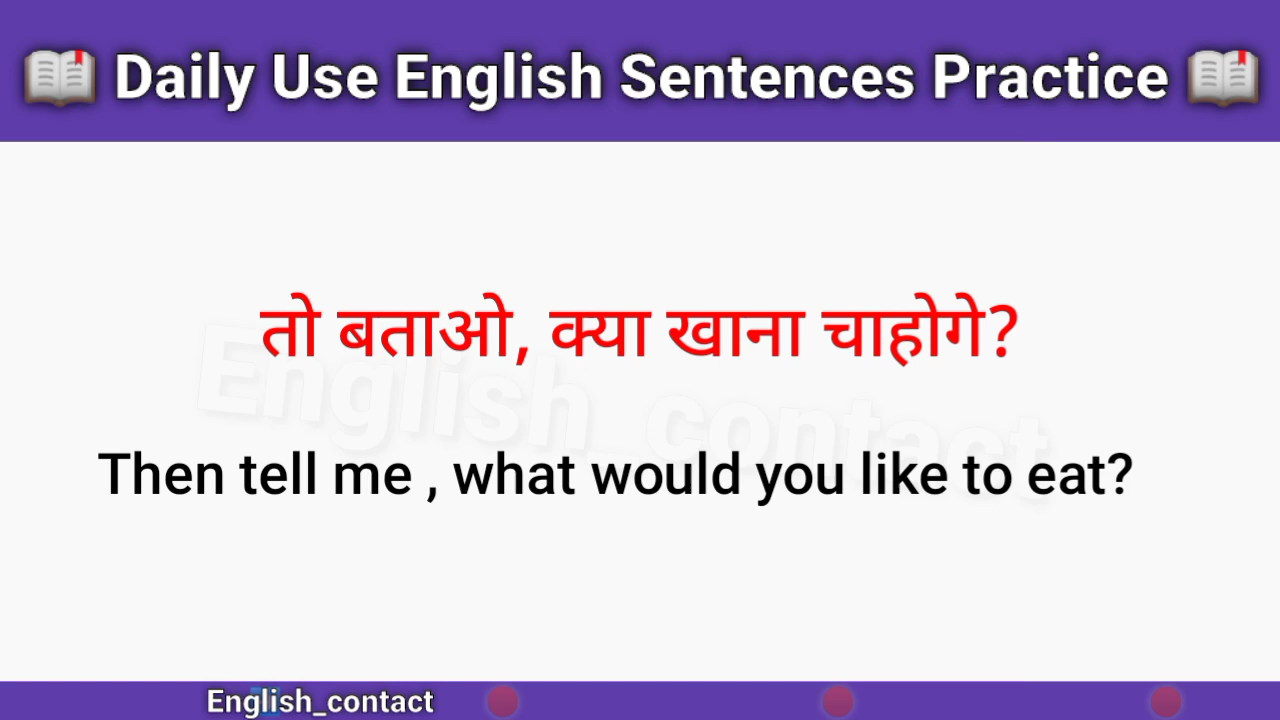 📖 Daily Use English Sentences Practice 📖
तो बताओ, क्या खाना चाहोगे?
English_contact
Then tell me , what would you like to eat?
English_contact